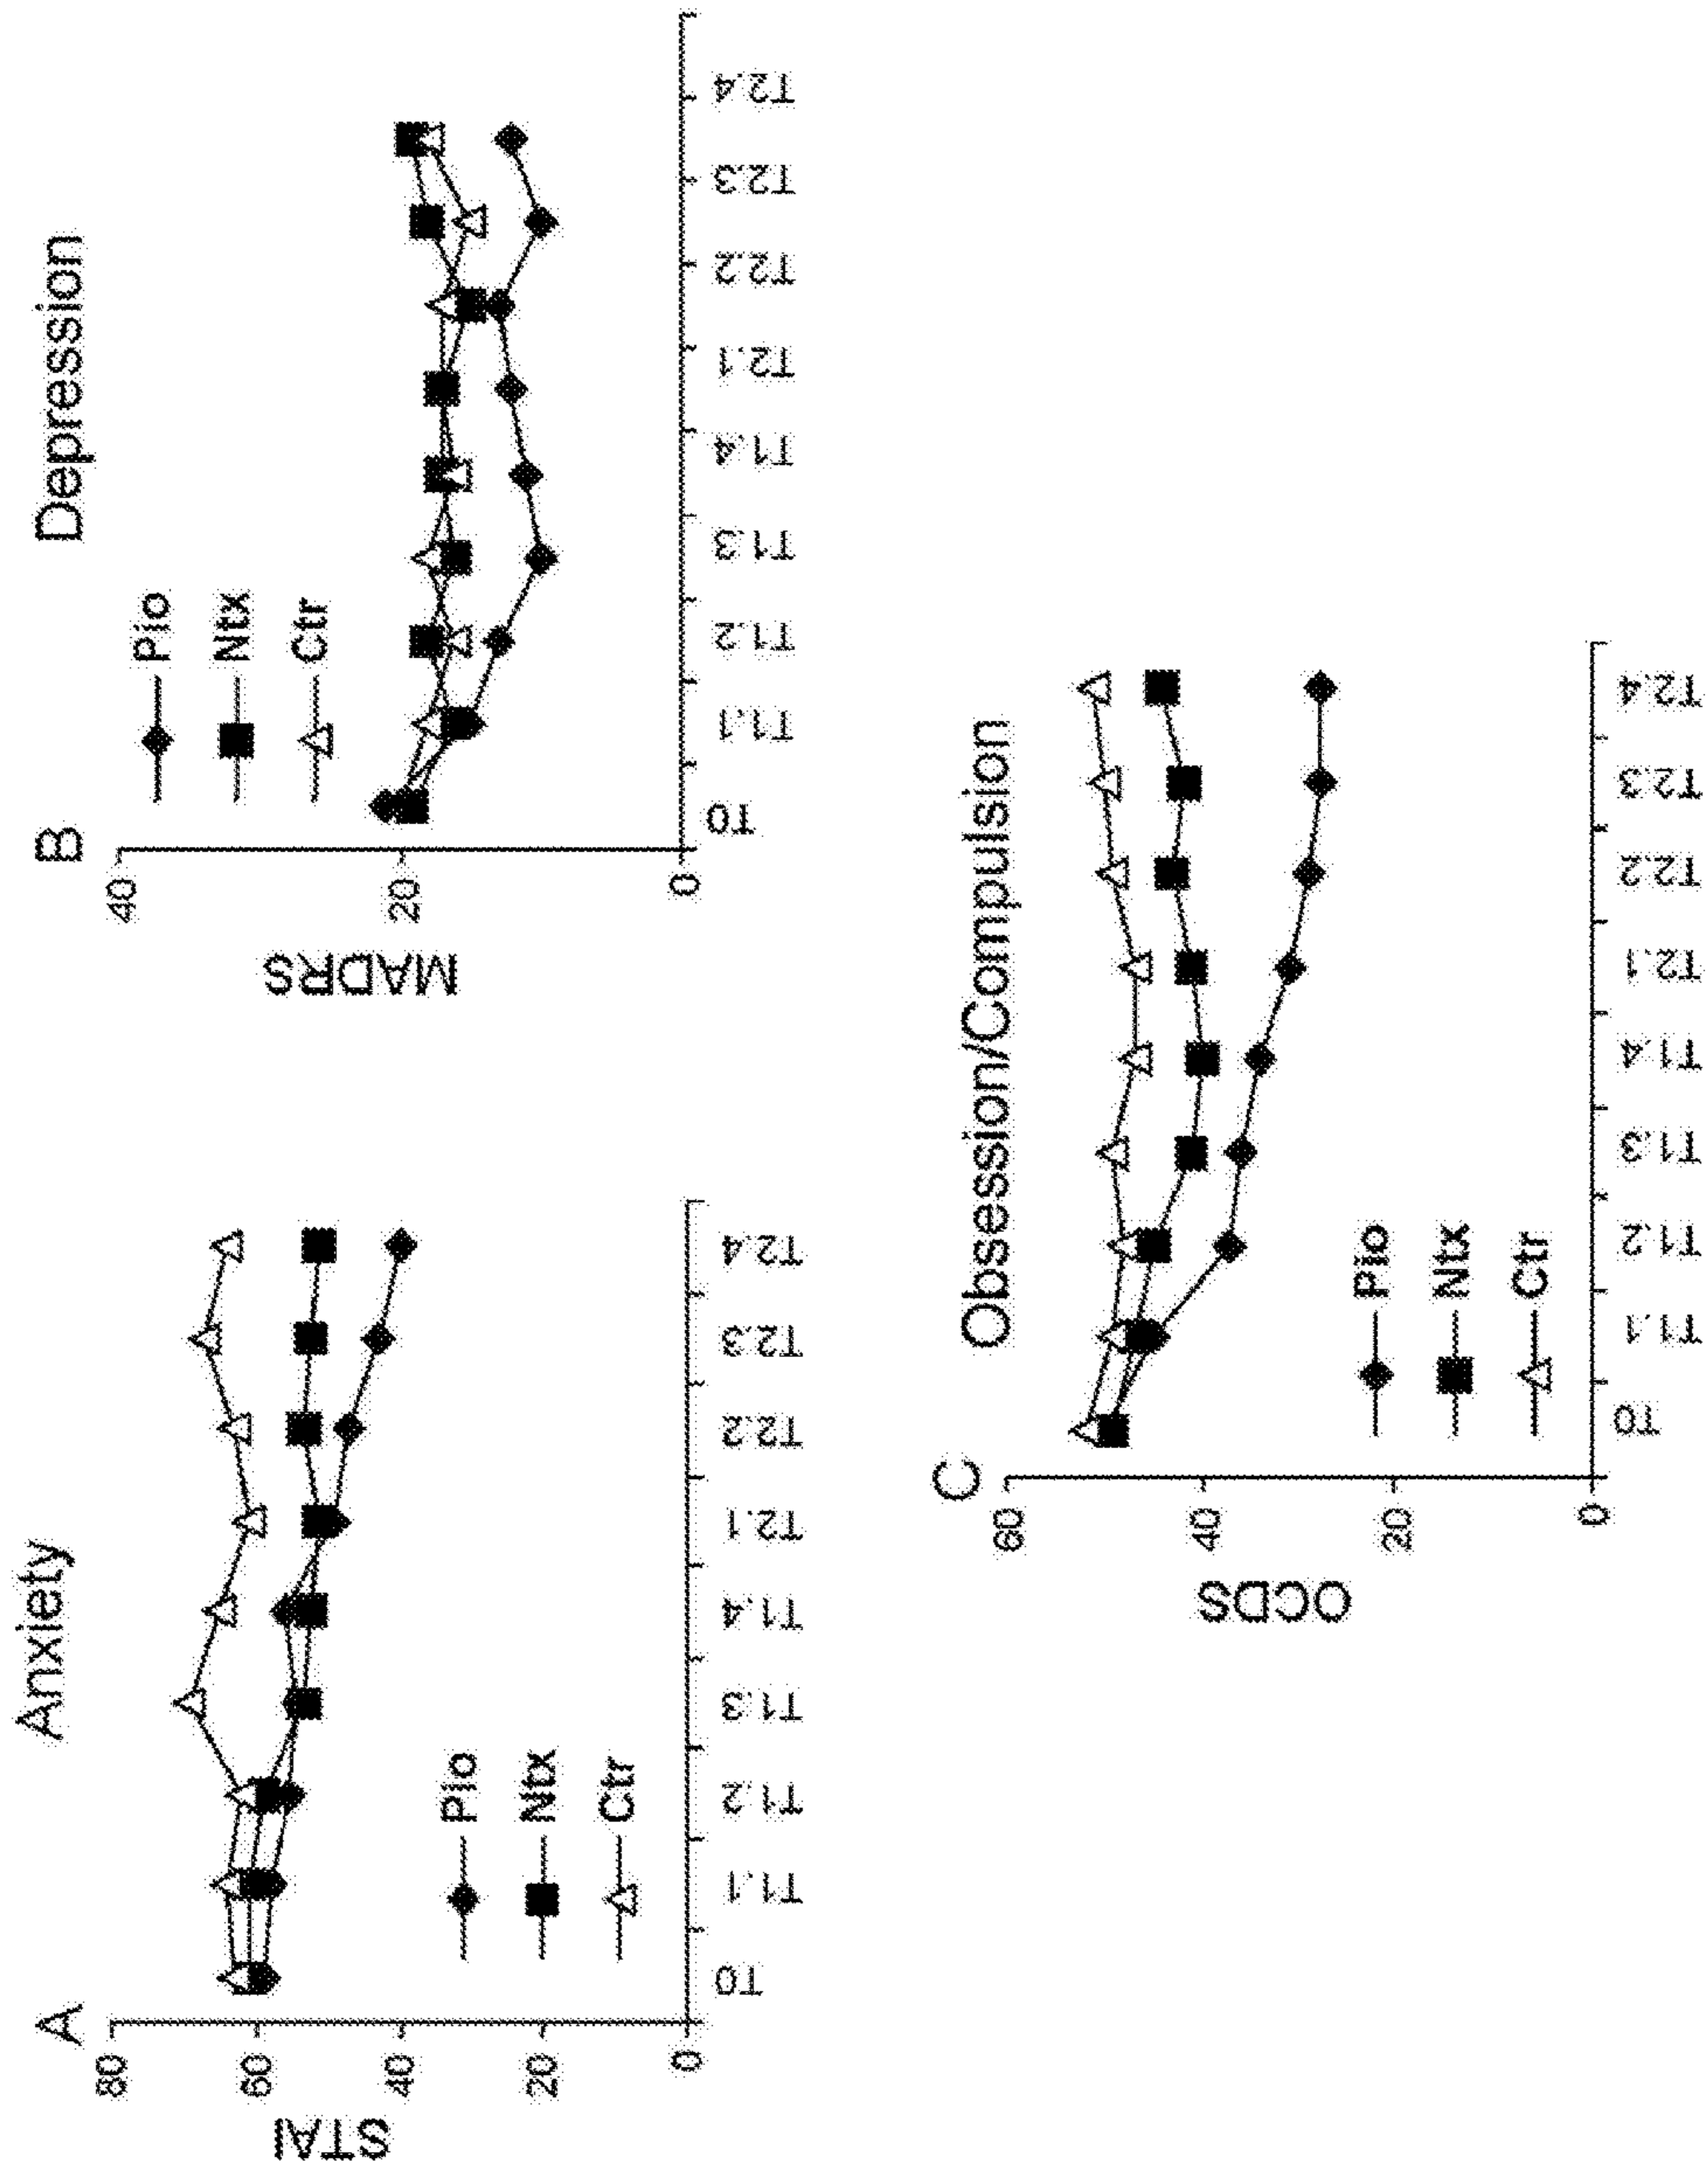 A
Anxiety
STAI
80
60
40
20
0
Pio
Ntx
Ctr
T0
T1.1
T1.2
T1.3
T1.4
T2.1
T2.2
T2.3
T2.4
B
Depression
MADRS
40
20
0
Pio
Ntx
Ctr
T0
T1.1
T1.2
T1.3
T1.4
T2.1
T2.2
T2.3
T2.4
C
Obsession/Compulsion
OCDS
60
40
20
0
Pio
Ntx
Ctr
T0
T1.1
T1.2
T1.3
T1.4
T2.1
T2.2
T2.3
T2.4